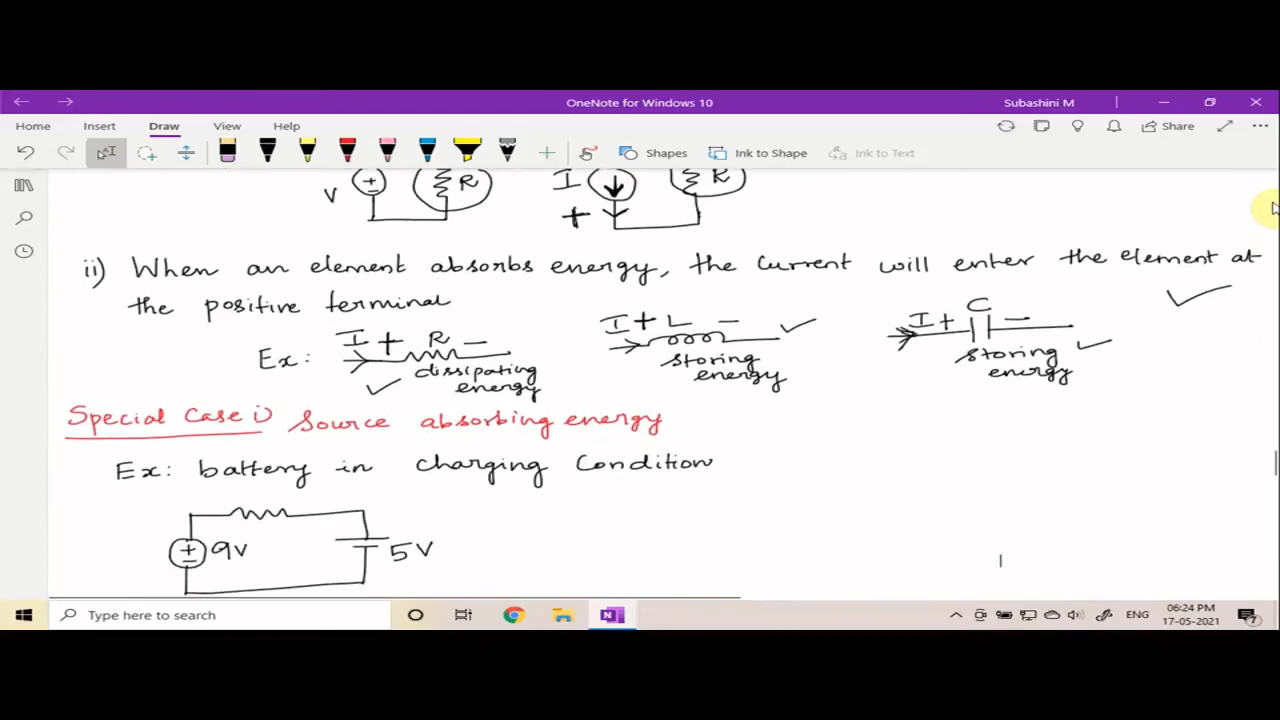 OneNote for Windows 10
Subashini M
Home Insert Draw View Help
Share
Shapes Ink to Shape Ink to Text
V + R I + R
ii) When an element absorbs energy, the current will enter the element at
the positive terminal
Ex: I + R - dissipating energy
I + L - storing energy
I + C - storing energy
Special Case i) Source absorbing energy
Ex: battery in charging Condition
9V 5V
Type here to search
ENG
06:24 PM
17-05-2021
7